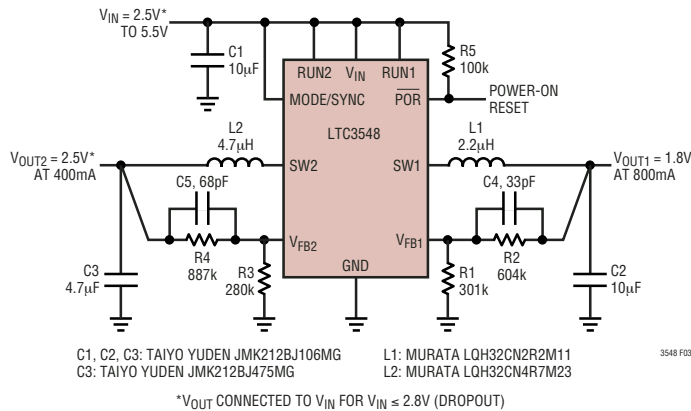 VIN = 2.5V*
TO 5.5V
C1
10µF
R5
100k
RUN2 VIN RUN1
MODE/SYNC
POR
POWER-ON
RESET
LTC3548
L2
4.7µH
L1
2.2µH
VOUT2 = 2.5V*
AT 400mA
SW2
SW1
VOUT1 = 1.8V
AT 800mA
C5, 68pF
C4, 33pF
VFB2
VFB1
R4
887k
R2
604k
GND
C3
4.7µF
R3
280k
R1
301k
C2
10µF
C1, C2, C3: TAIYO YUDEN JMK212BJ106MG
C3: TAIYO YUDEN JMK212BJ475MG
L1: MURATA LQH32CN2R2M11
L2: MURATA LQH32CN4R7M23
3548 F03
*VOUT CONNECTED TO VIN FOR VIN ≤ 2.8V (DROPOUT)